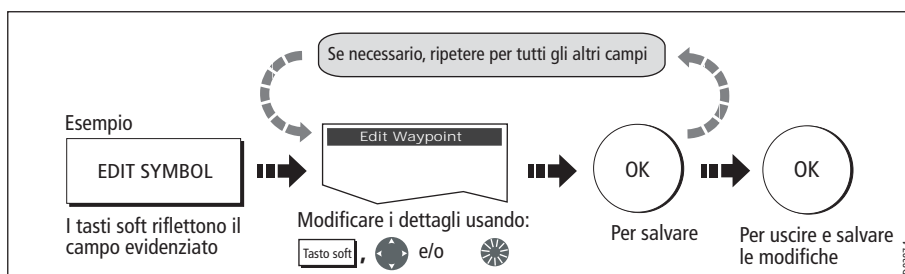 Se necessario, ripetere per tutti gli altri campi
Esempio
EDIT SYMBOL
Edit Waypoint
OK
OK
I tasti soft riflettono il
campo evidenziato
Modificare i dettagli usando:
Tasto soft , e/o
Per salvare
Per uscire e salvare
le modifiche